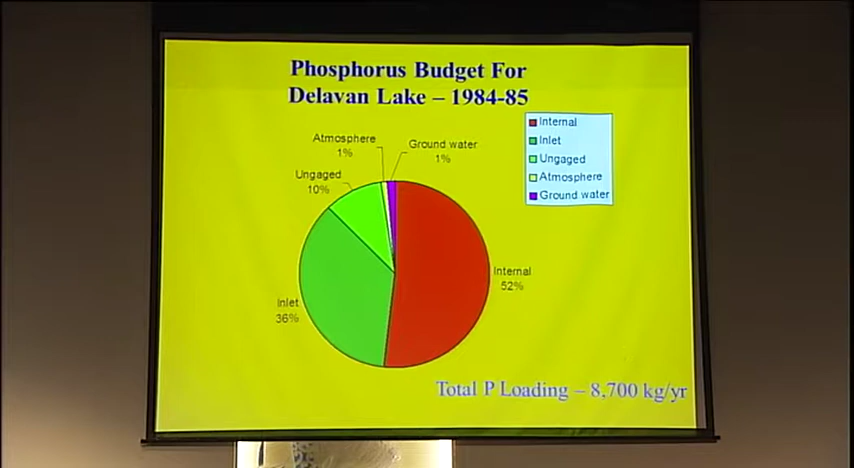 Phosphorus Budget For
Delavan Lake – 1984-85
Internal
Inlet
Ungaged
Atmosphere
Ground water
Atmosphere
1%
Ground water
1%
Ungaged
10%
Internal
52%
Inlet
36%
Total P Loading – 8,700 kg/yr